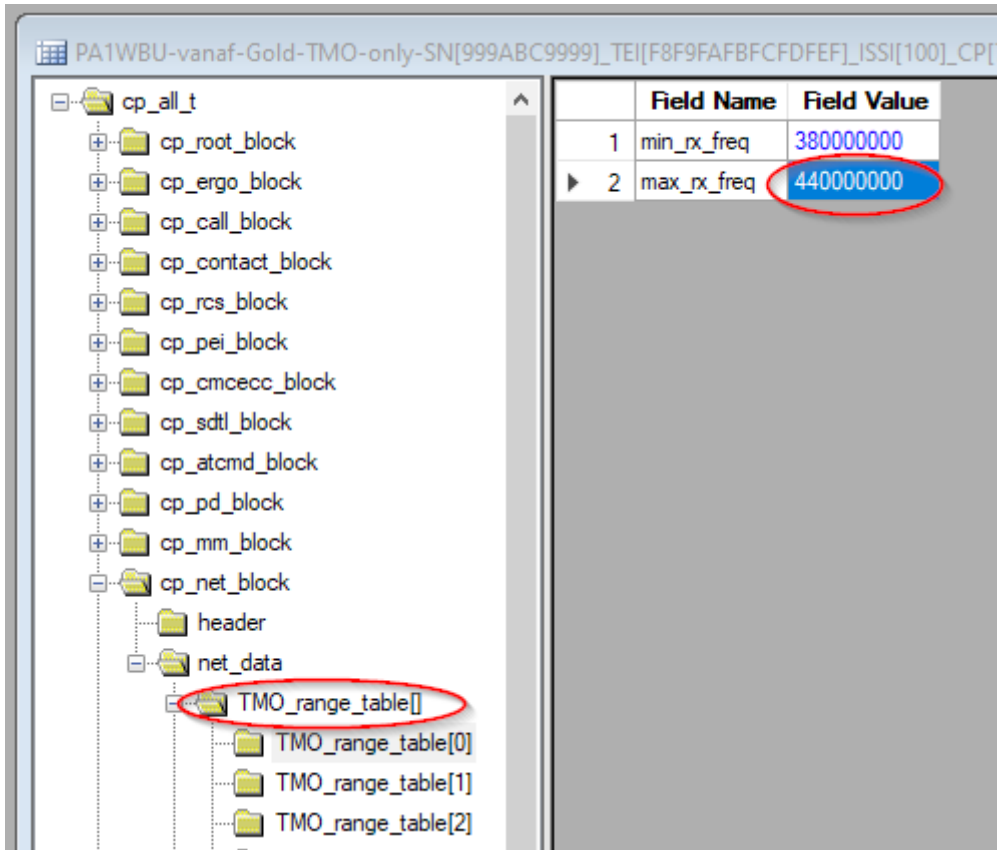 PA1WBU-vanaf-Gold-TMO-only-SN[999ABC9999]_TEI[F8F9FAFBFCFDFEF]_ISSI[100]_CP[
cp_all_t
cp_root_block
cp_ergo_block
cp_call_block
cp_contact_block
cp_rcs_block
cp_pei_block
cp_cmcecc_block
cp_sdtl_block
cp_atcmd_block
cp_pd_block
cp_mm_block
cp_net_block
header
net_data
TMO_range_table[]
TMO_range_table[0]
TMO_range_table[1]
TMO_range_table[2]
Field Name Field Value
1 min_rx_freq 380000000
2 max_rx_freq 440000000